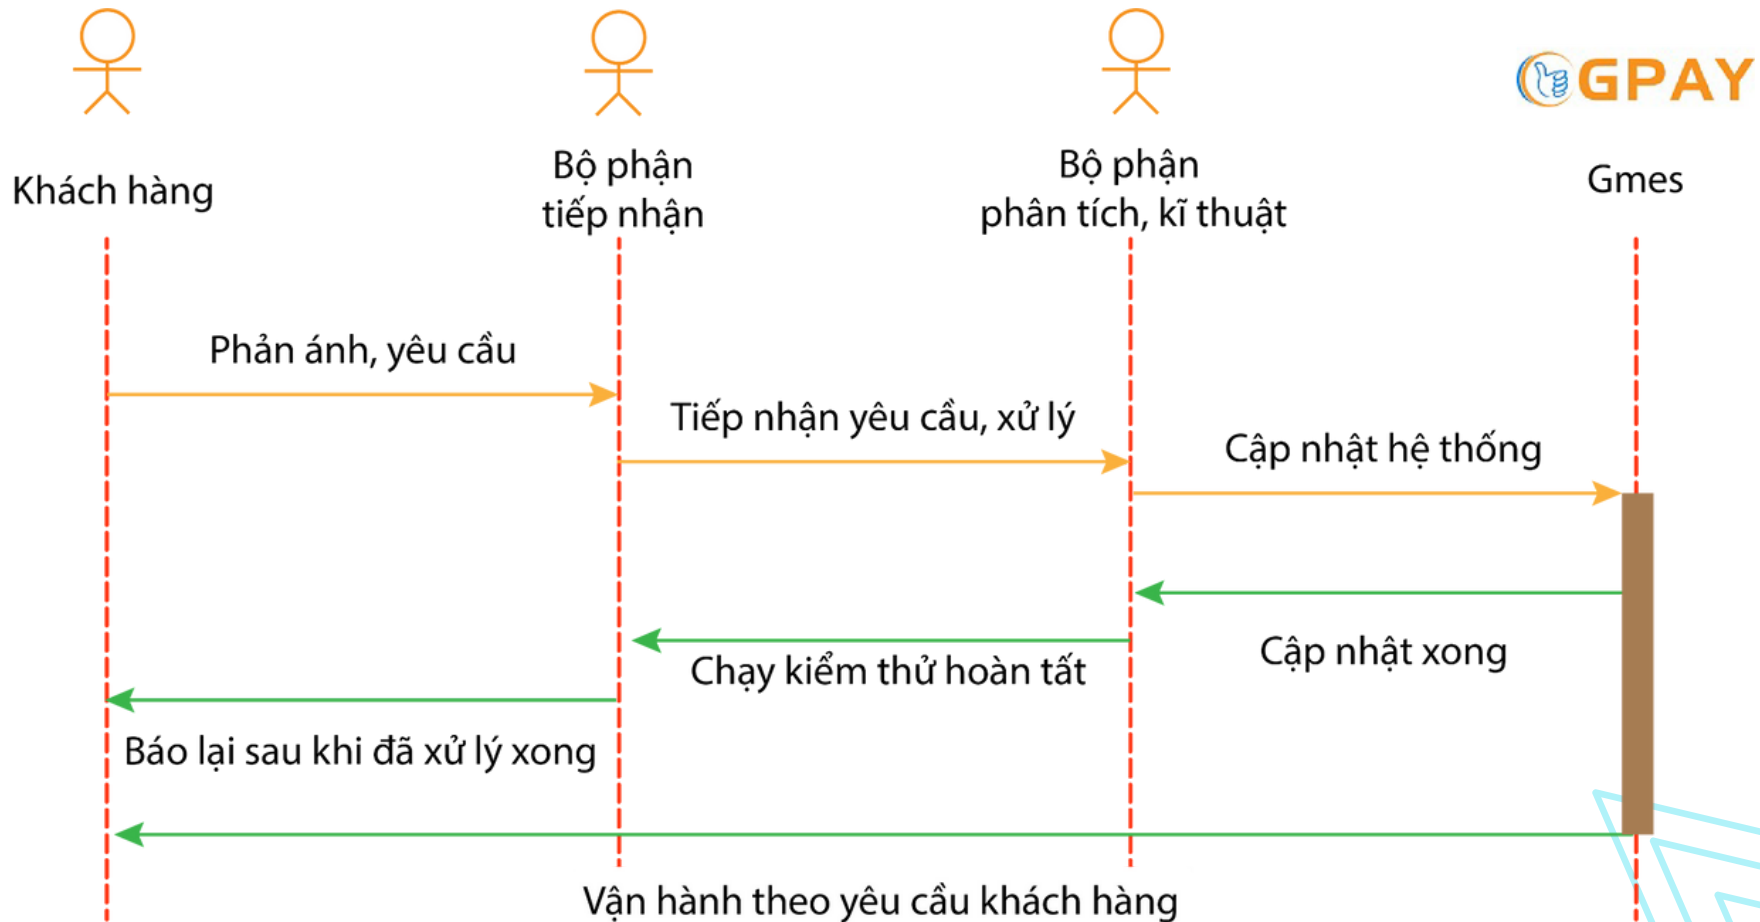 GPAY
Khách hàng
Bộ phận
tiếp nhận
Bộ phận
phân tích, kĩ thuật
Gmes
Phản ánh, yêu cầu
Tiếp nhận yêu cầu, xử lý
Cập nhật hệ thống
Cập nhật xong
Chạy kiểm thử hoàn tất
Báo lại sau khi đã xử lý xong
Vận hành theo yêu cầu khách hàng